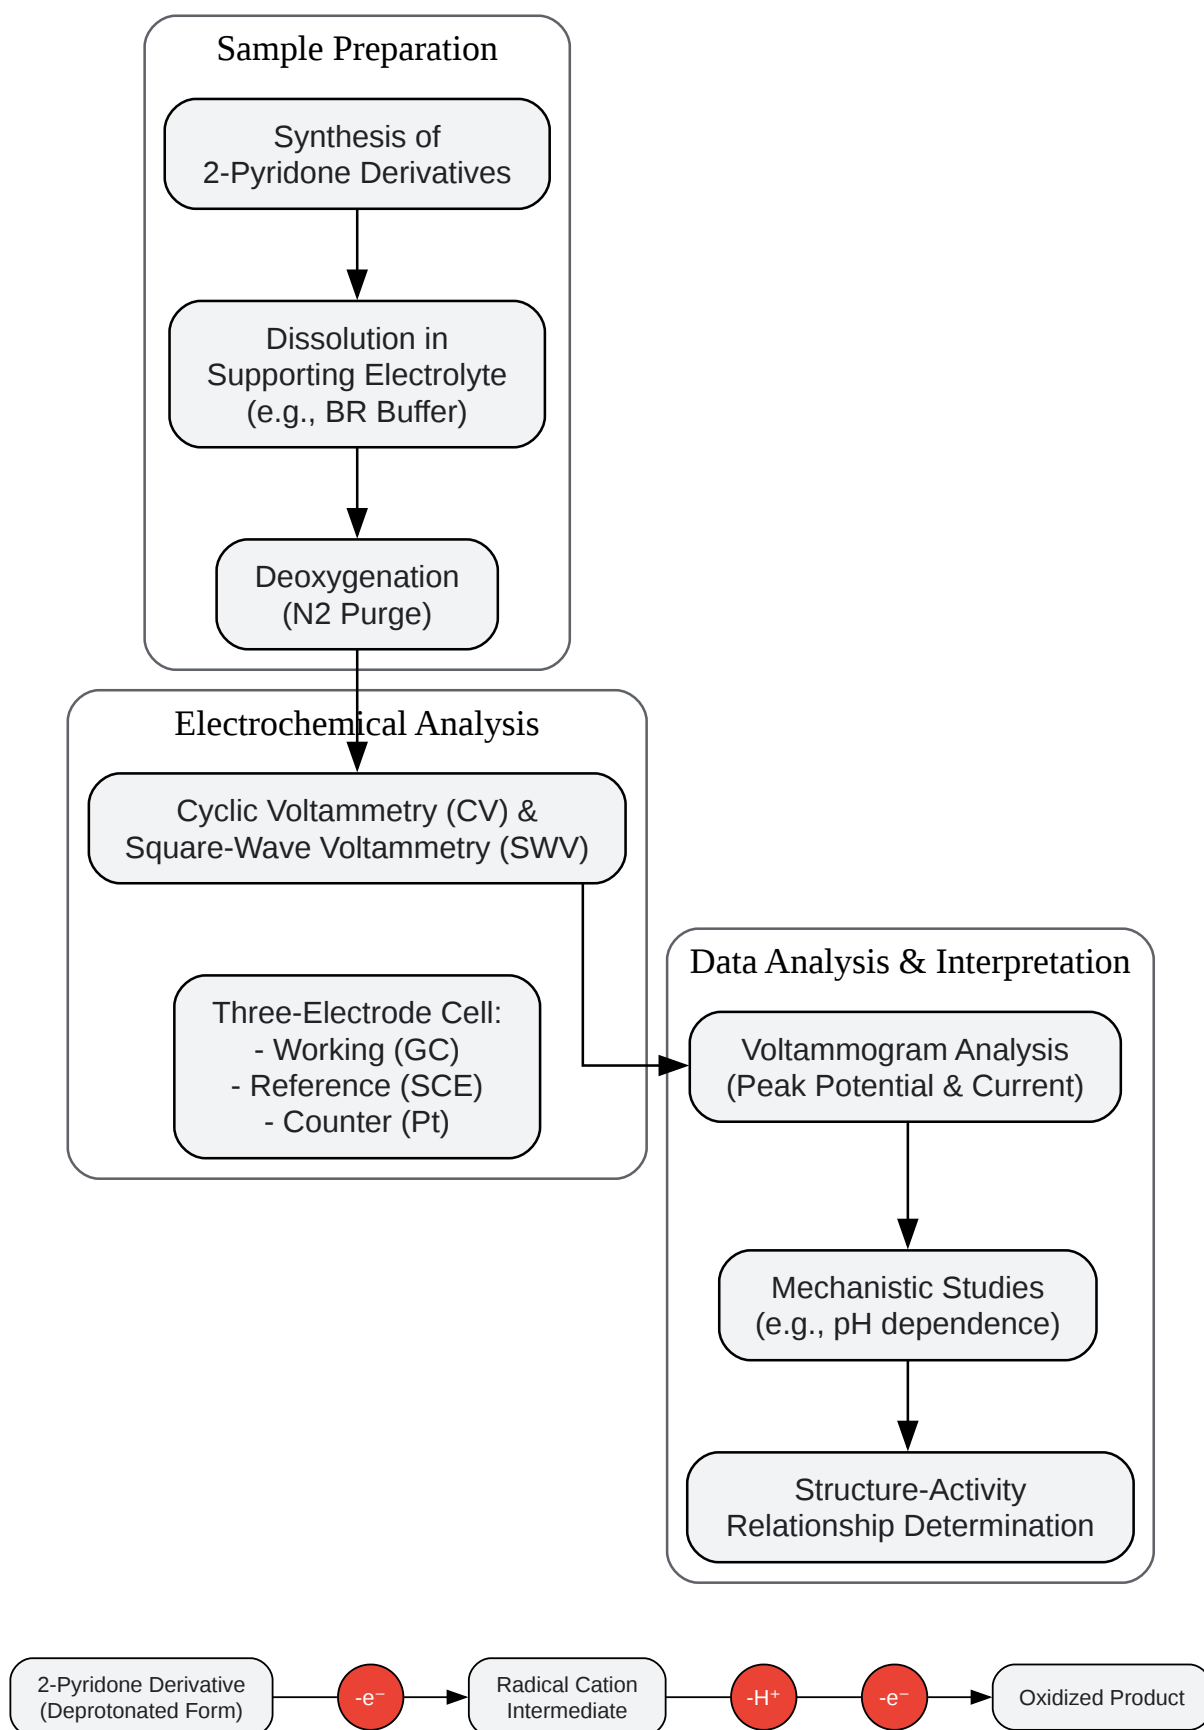 Sample Preparation
Synthesis of
2-Pyridone Derivatives
Dissolution in
Supporting Electrolyte
(e.g., BR Buffer)
Deoxygenation
(N2 Purge)
Electrochemical Analysis
Cyclic Voltammetry (CV) &
Square-Wave Voltammetry (SWV)
Three-Electrode Cell:
- Working (GC)
- Reference (SCE)
- Counter (Pt)
Data Analysis & Interpretation
Voltammogram Analysis
(Peak Potential & Current)
Mechanistic Studies
(e.g., pH dependence)
Structure-Activity
Relationship Determination
2-Pyridone Derivative
(Deprotonated Form)
-e⁻
Radical Cation
Intermediate
-H⁺
-e⁻
Oxidized Product